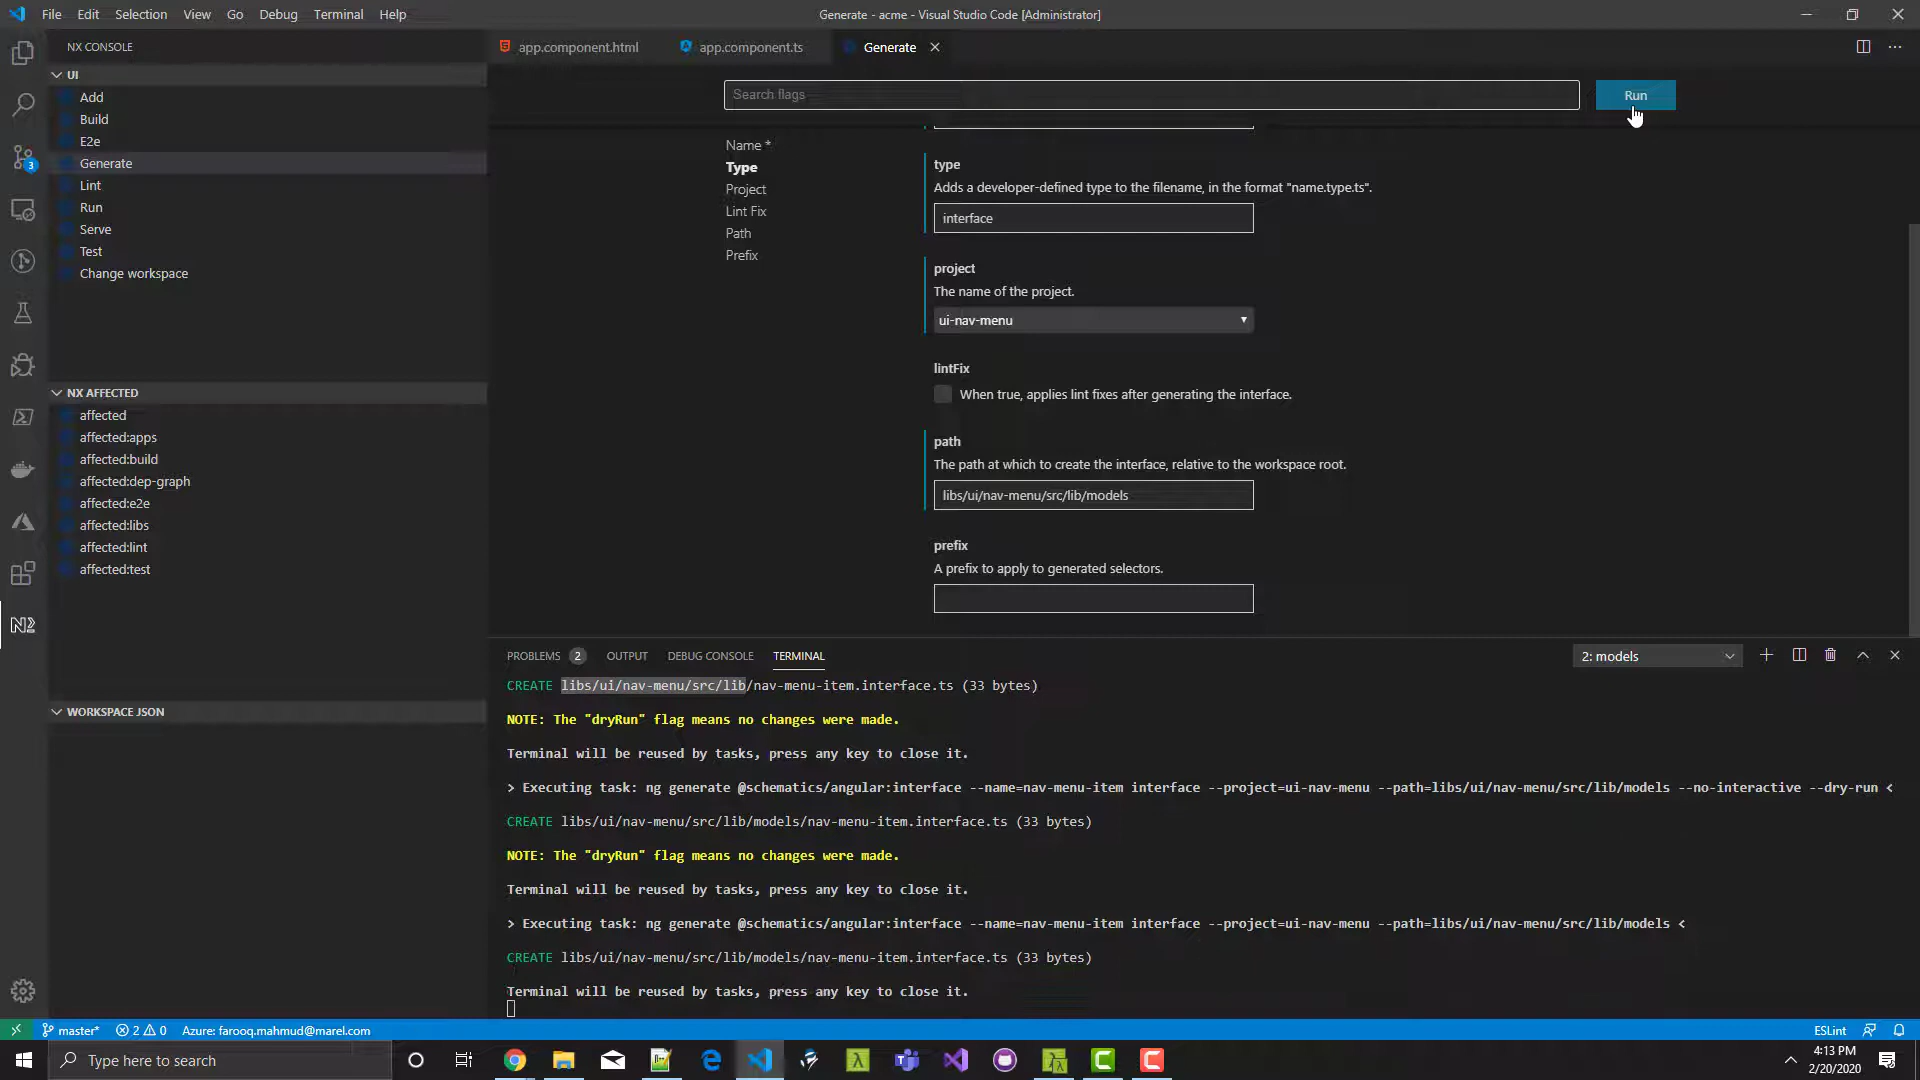 File Edit Selection View Go Debug Terminal Help
Generate - acme - Visual Studio Code [Administrator]
NX CONSOLE
app.component.html
app.component.ts
Generate
UI
Add
Build
E2e
Generate
Lint
Run
Serve
Test
Change workspace
NX AFFECTED
affected
affected:apps
affected:build
affected:dep-graph
affected:e2e
affected:libs
affected:lint
affected:test
WORKSPACE JSON
3
Search flags
Run
Name *
Type
Project
Lint Fix
Path
Prefix
type
Adds a developer-defined type to the filename, in the format "name.type.ts".
interface
project
The name of the project.
ui-nav-menu
lintFix
When true, applies lint fixes after generating the interface.
path
The path at which to create the interface, relative to the workspace root.
libs/ui/nav-menu/src/lib/models
prefix
A prefix to apply to generated selectors.
PROBLEMS 2 OUTPUT DEBUG CONSOLE TERMINAL
2: models
CREATE libs/ui/nav-menu/src/lib/nav-menu-item.interface.ts (33 bytes)
NOTE: The "dryRun" flag means no changes were made.
Terminal will be reused by tasks, press any key to close it.
> Executing task: ng generate @schematics/angular:interface --name=nav-menu-item interface --project=ui-nav-menu --path=libs/ui/nav-menu/src/lib/models --no-interactive --dry-run <
CREATE libs/ui/nav-menu/src/lib/models/nav-menu-item.interface.ts (33 bytes)
NOTE: The "dryRun" flag means no changes were made.
Terminal will be reused by tasks, press any key to close it.
> Executing task: ng generate @schematics/angular:interface --name=nav-menu-item interface --project=ui-nav-menu --path=libs/ui/nav-menu/src/lib/models <
CREATE libs/ui/nav-menu/src/lib/models/nav-menu-item.interface.ts (33 bytes)
Terminal will be reused by tasks, press any key to close it.
master* 2 0 Azure: farooq.mahmud@marel.com
ESLint
Type here to search
4:13 PM
2/20/2020